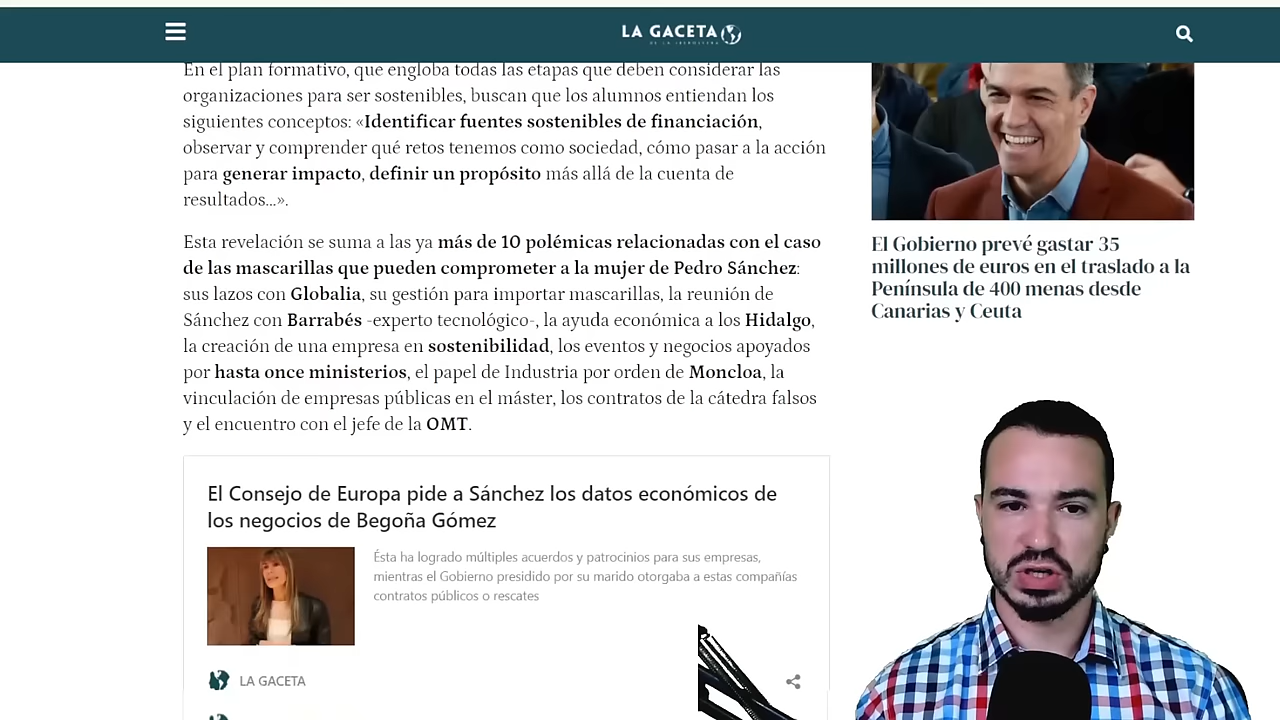 LA GACETA
En el plan formativo, que engloba todas las etapas que deben considerar las
organizaciones para ser sostenibles, buscan que los alumnos entiendan los
siguientes conceptos: «Identificar fuentes sostenibles de financiación,
observar y comprender qué retos tenemos como sociedad, cómo pasar a la acción
para generar impacto, definir un propósito más allá de la cuenta de
resultados...».
Esta revelación se suma a las ya más de 10 polémicas relacionadas con el caso
de las mascarillas que pueden comprometer a la mujer de Pedro Sánchez:
sus lazos con Globalia, su gestión para importar mascarillas, la reunión de
Sánchez con Barrabés -experto tecnológico-, la ayuda económica a los Hidalgo,
la creación de una empresa en sostenibilidad, los eventos y negocios apoyados
por hasta once ministerios, el papel de Industria por orden de Moncloa, la
vinculación de empresas públicas en el máster, los contratos de la cátedra falsos
y el encuentro con el jefe de la OMT.
El Consejo de Europa pide a Sánchez los datos económicos de
los negocios de Begoña Gómez
Ésta ha logrado múltiples acuerdos y patrocinios para sus empresas,
mientras el Gobierno presidido por su marido otorgaba a estas compañías
contratos públicos o rescates
LA GACETA
El Gobierno prevé gastar 35
millones de euros en el traslado a la
Península de 400 menas desde
Canarias y Ceuta